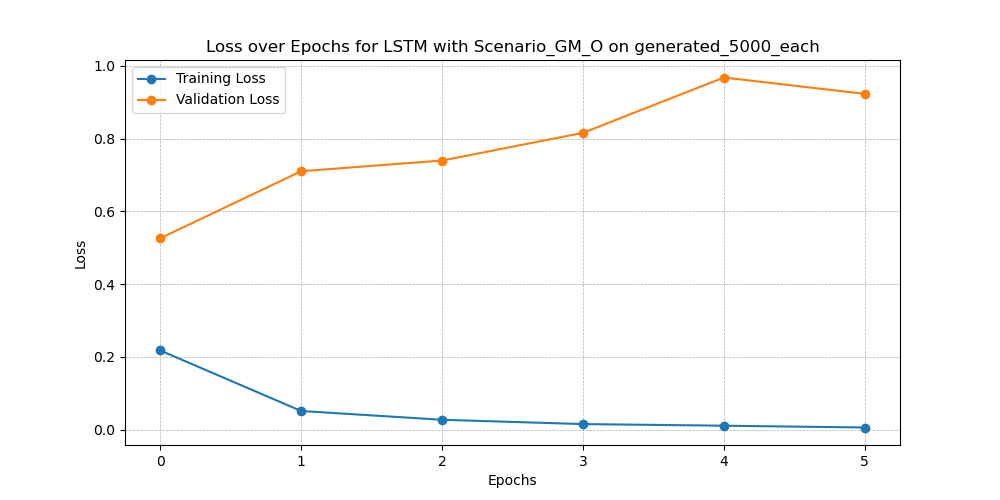 Loss over Epochs for LSTM with Scenario_GM_O on generated_5000_each
Training Loss
Validation Loss
1.0
0.8
0.6
0.4
0.2
0.0
Loss
0 1 2 3 4 5
Epochs